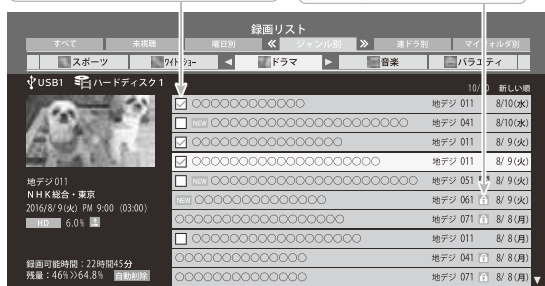 録画リスト
すべて 未視聴 曜日別 ≪ ジャンル別 ≫ 連ドラ別
スポーツ ワイドショー ◀ ドラマ ▶ 音楽 バラエティ
USB1 ハードディスク1
新しい順
○○○○○○○○○○○○ 地デジ 011 8/10(水)
NEW ○○○○○○○○○○○○○○○○○○○○○○ 地デジ 041 8/10(水)
○○○○○○○○○○○○○○○○ 地デジ 011 8/ 9(火)
○○○○○○○○○○○○○○○○○○○○ 地デジ 011 8/ 9(火)
NEW ○○○○○○○○○○○○○○○○○○○○○○○ 地デジ 051 8/ 9(火)
NEW ○○○○○○○○○○○○○○ 地デジ 061 8/ 9(火)
○○○○○○○○○○○○○○○○○ 地デジ 071 8/ 8(月)
○○○○○○○○○○○○○○○○○○ 地デジ 011 8/ 8(月)
○○○○○○○○○○○○○ 地デジ 041 8/ 8(月)
○○○○○○○○○○○○○ 地デジ 071 8/ 8(月)
地デジ011
NHK総合・東京
2016/8/ 9(火) PM 9:00 (03:00)
HD 6.0%
録画可能時間：22時間45分
残量：46%≫64.8% 自動削除